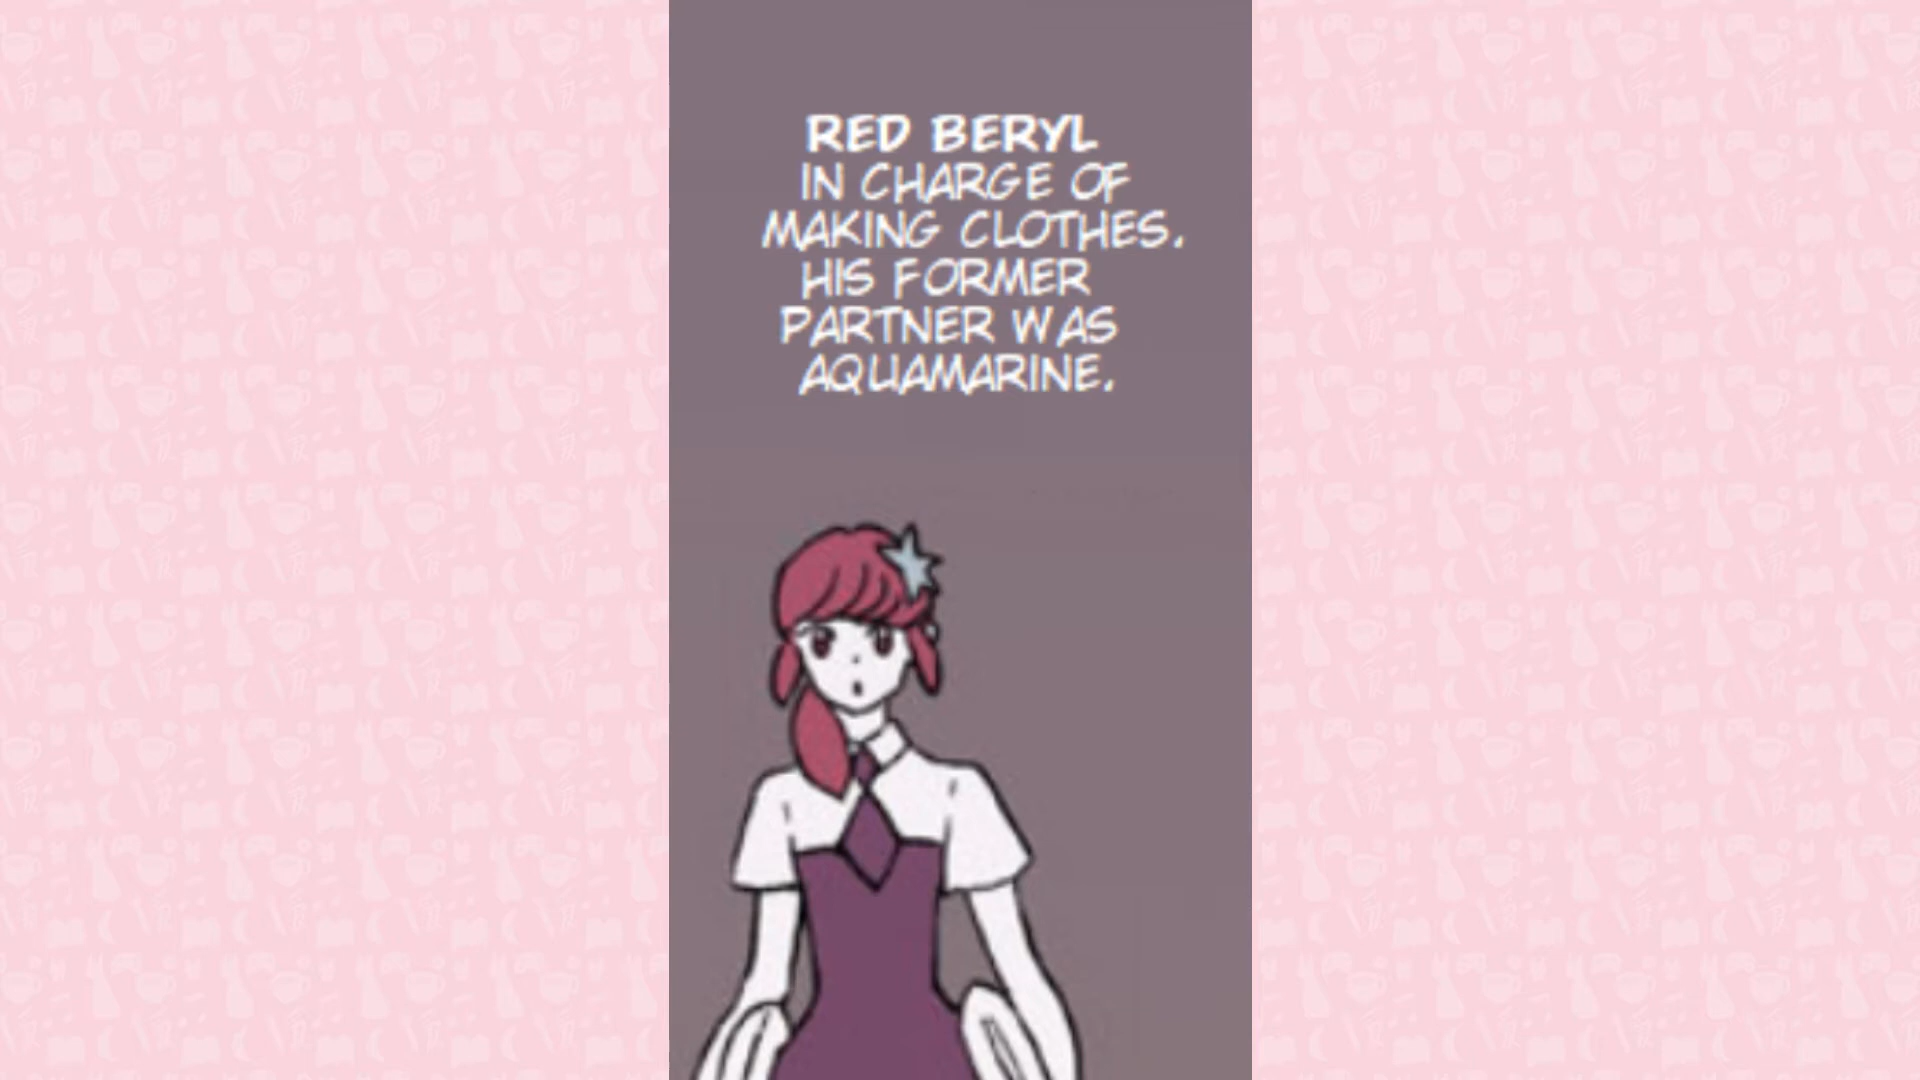 RED BERYL
IN CHARGE OF
MAKING CLOTHES.
HIS FORMER
PARTNER WAS
AQUAMARINE.